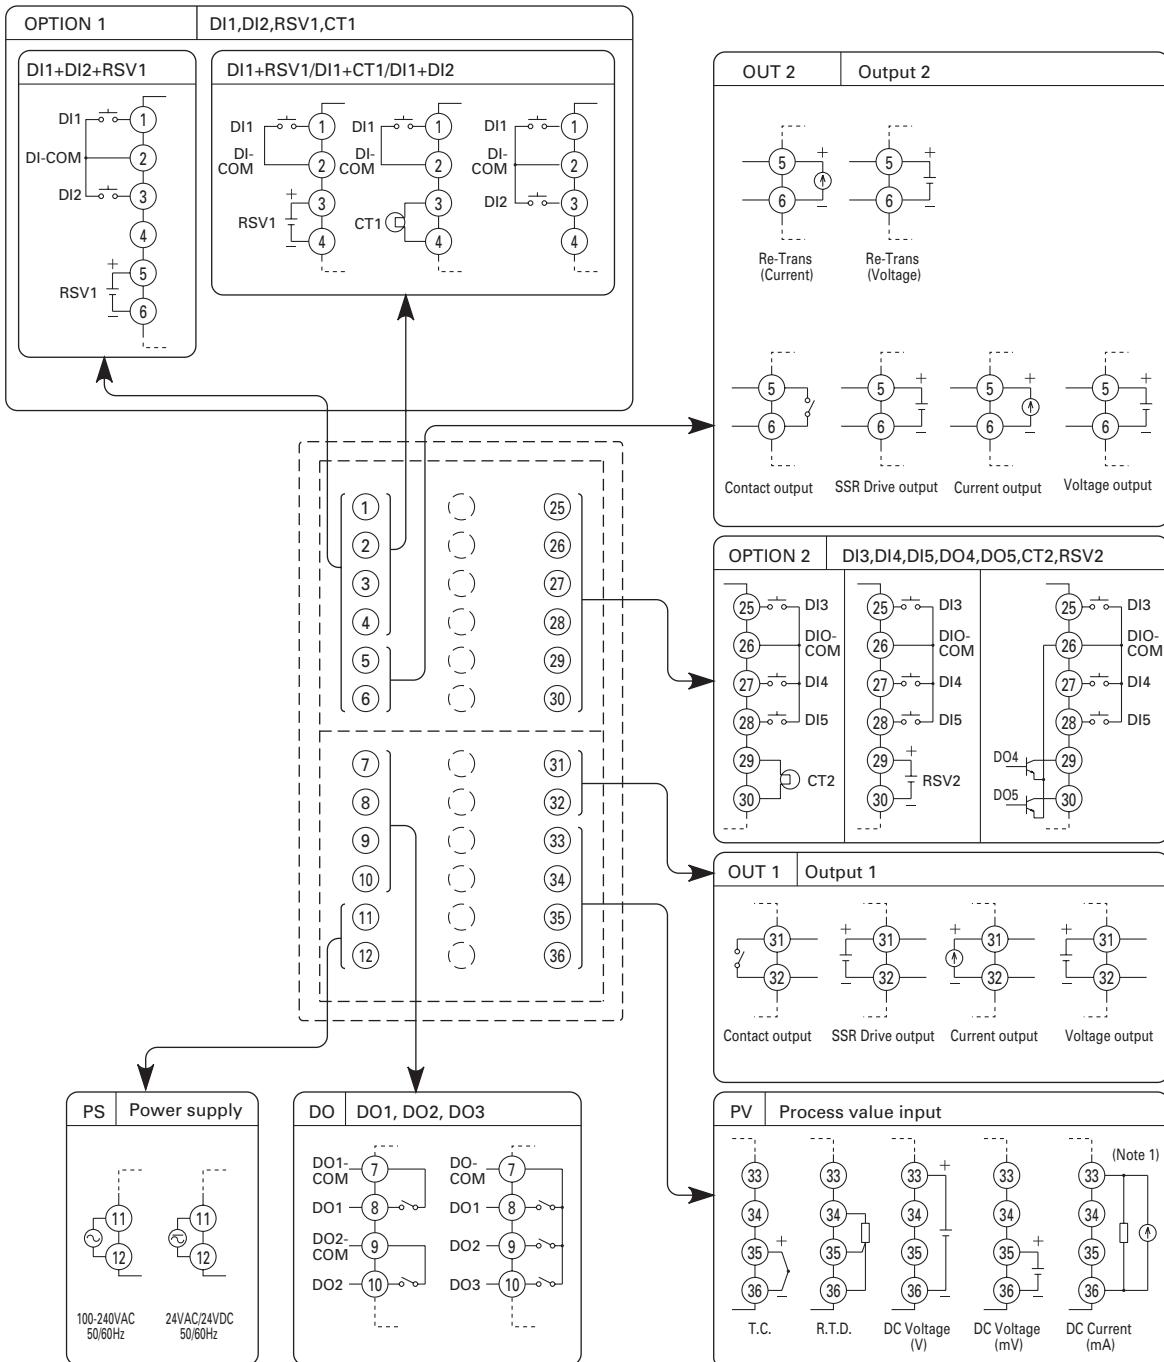 OPTION 1 DI1,DI2,RSV1,CT1
DI1+DI2+RSV1
DI1
DI-COM
DI2
RSV1
+
−
1
2
3
4
5
6
DI1+RSV1/DI1+CT1/DI1+DI2
DI1
DI-
COM
RSV1
+
−
1
2
3
4
DI1
DI-
COM
CT1
1
2
3
4
DI1
DI-
COM
DI2
1
2
3
4
OUT 2 Output 2
5 +
6 −
Re-Trans
(Current)
5 +
6 −
Re-Trans
(Voltage)
5
6
Contact output
5 +
6 −
SSR Drive output
5 +
6 −
Current output
5 +
6 −
Voltage output
1 25
2 26
3 27
4 28
5 29
6 30
7 31
8 32
9 33
10 34
11 35
12 36
OPTION 2 DI3,DI4,DI5,DO4,DO5,CT2,RSV2
25 DI3
26 DIO-
COM
27 DI4
28 DI5
29
30
CT2
25 DI3
26 DIO-
COM
27 DI4
28 DI5
29 +
30 −
RSV2
25 DI3
26 DIO-
COM
27 DI4
28 DI5
DO4 29
DO5 30
OUT 1 Output 1
31
32
Contact output
+ 31
− 32
SSR Drive output
+ 31
− 32
Current output
+ 31
− 32
Voltage output
PS Power supply
11
12
100-240VAC
50/60Hz
11
12
24VAC/24VDC
50/60Hz
DO DO1, DO2, DO3
DO1-
COM 7
DO1 8
DO2-
COM 9
DO2 10
DO-
COM 7
DO1 8
DO2 9
DO3 10
PV Process value input
33
34
35 +
36 −
T.C.
33
34
35
36
R.T.D.
33 +
34
35
36 −
DC Voltage
(V)
33
34
35 +
36 −
DC Voltage
(mV)
(Note 1)
33
34
35
36
DC Current
(mA)